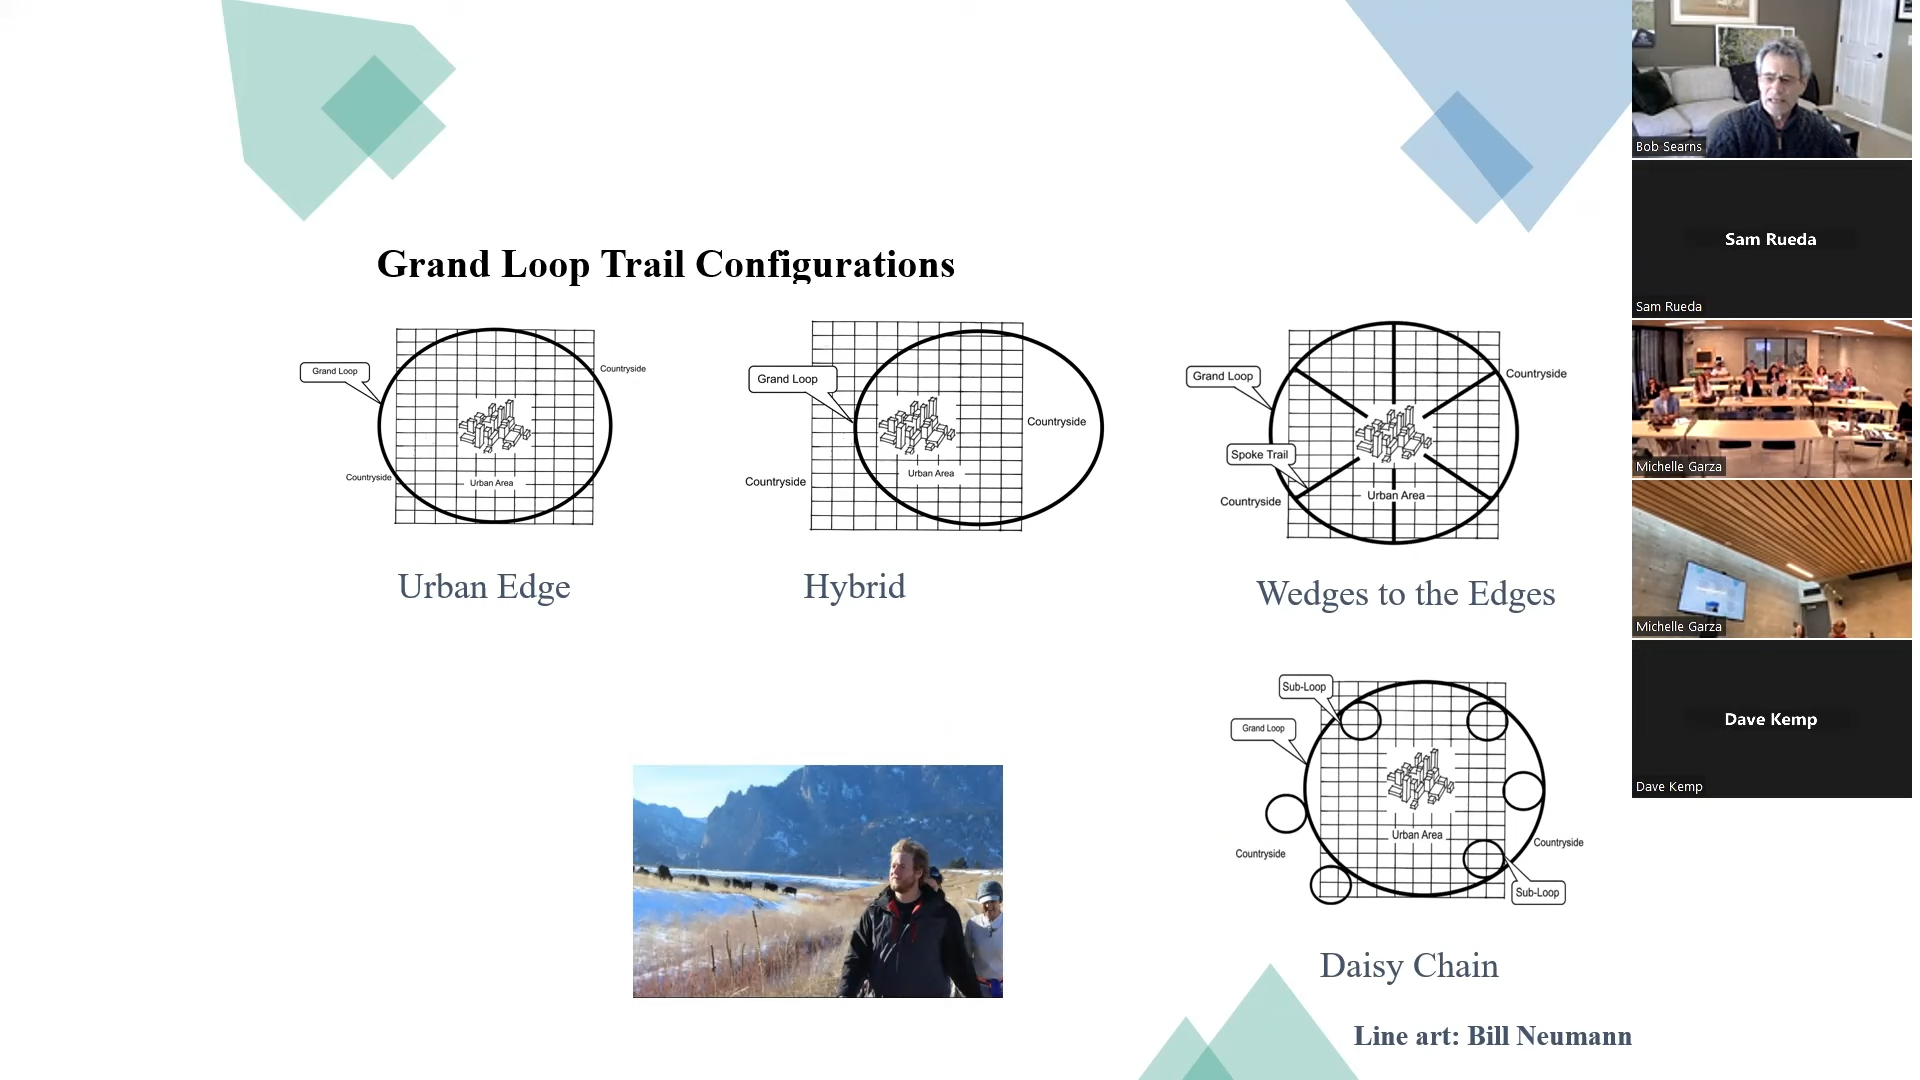 Grand Loop Trail Configurations
Grand Loop
Countryside
Countryside
Urban Area
Urban Edge
Grand Loop
Countryside
Countryside
Urban Area
Hybrid
Grand Loop
Countryside
Spoke Trail
Countryside
Urban Area
Wedges to the Edges
Sub-Loop
Grand Loop
Urban Area
Countryside
Countryside
Sub-Loop
Daisy Chain
Line art: Bill Neumann
Bob Searns
Sam Rueda
Sam Rueda
Michelle Garza
Michelle Garza
Dave Kemp
Dave Kemp